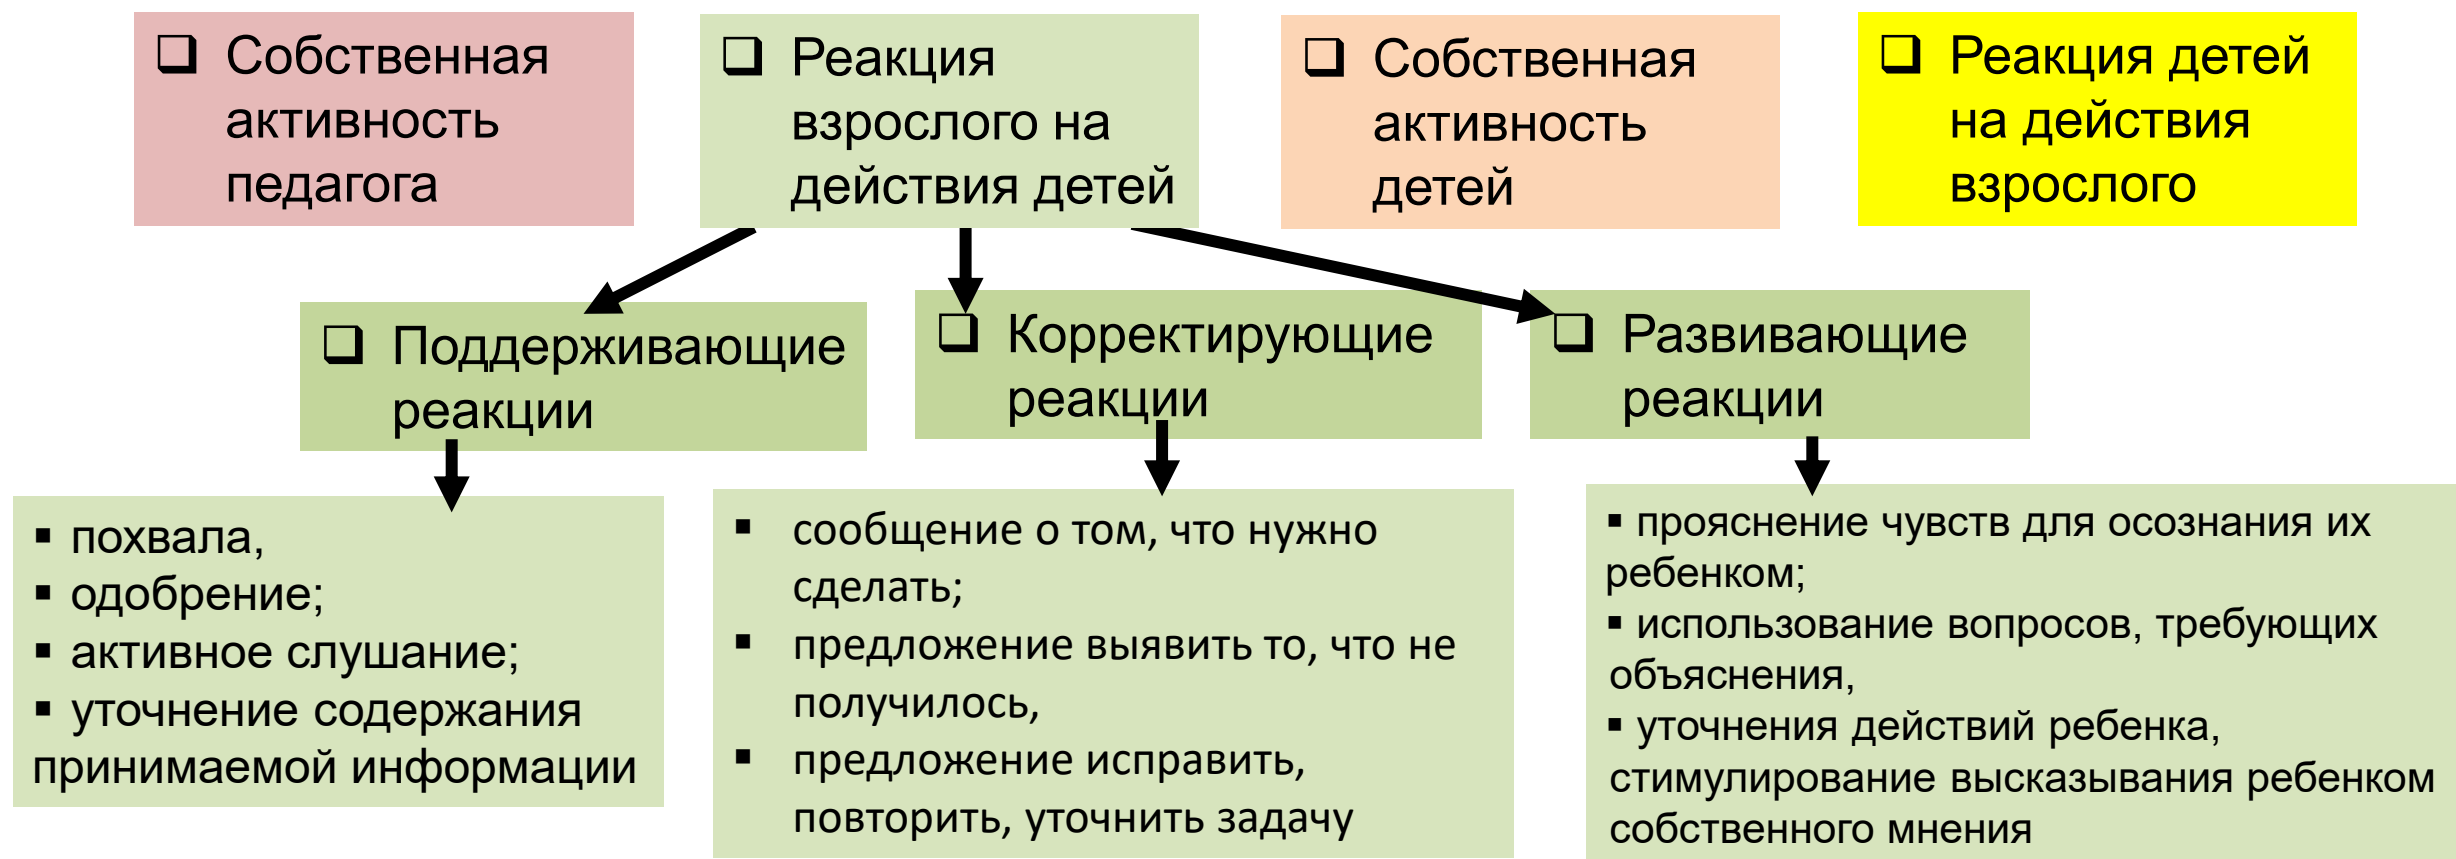 ❑ Собственная
активность
педагога
❑ Реакция
взрослого на
действия детей
❑ Собственная
активность
детей
❑ Реакция детей
на действия
взрослого
❑ Поддерживающие
реакции
❑ Корректирующие
реакции
❑ Развивающие
реакции
▪ похвала,
▪ одобрение;
▪ активное слушание;
▪ уточнение содержания
принимаемой информации
▪ сообщение о том, что нужно
сделать;
▪ предложение выявить то, что не
получилось,
▪ предложение исправить,
повторить, уточнить задачу
▪ прояснение чувств для осознания их
ребенком;
▪ использование вопросов, требующих
объяснения,
▪ уточнения действий ребенка,
стимулирование высказывания ребенком
собственного мнения